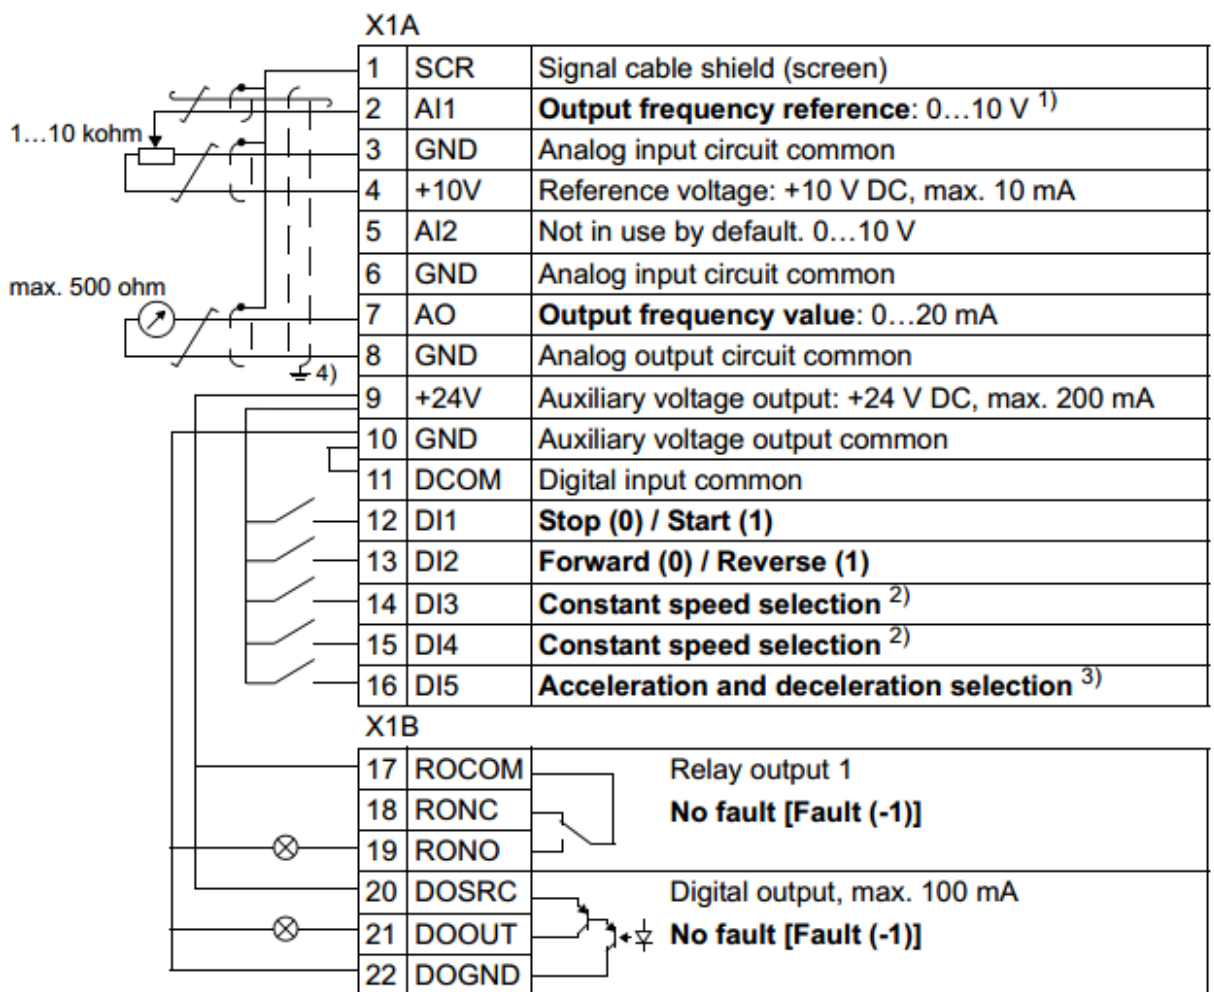 X1A
1 SCR Signal cable shield (screen)
2 AI1 Output frequency reference: 0…10 V 1)
1…10 kohm
3 GND Analog input circuit common
4 +10V Reference voltage: +10 V DC, max. 10 mA
5 AI2 Not in use by default. 0…10 V
6 GND Analog input circuit common
max. 500 ohm
7 AO Output frequency value: 0…20 mA
8 GND Analog output circuit common
4)
9 +24V Auxiliary voltage output: +24 V DC, max. 200 mA
10 GND Auxiliary voltage output common
11 DCOM Digital input common
12 DI1 Stop (0) / Start (1)
13 DI2 Forward (0) / Reverse (1)
14 DI3 Constant speed selection 2)
15 DI4 Constant speed selection 2)
16 DI5 Acceleration and deceleration selection 3)
X1B
17 ROCOM Relay output 1
18 RONC No fault [Fault (-1)]
19 RONO
20 DOSRC Digital output, max. 100 mA
21 DOOUT No fault [Fault (-1)]
22 DOGND